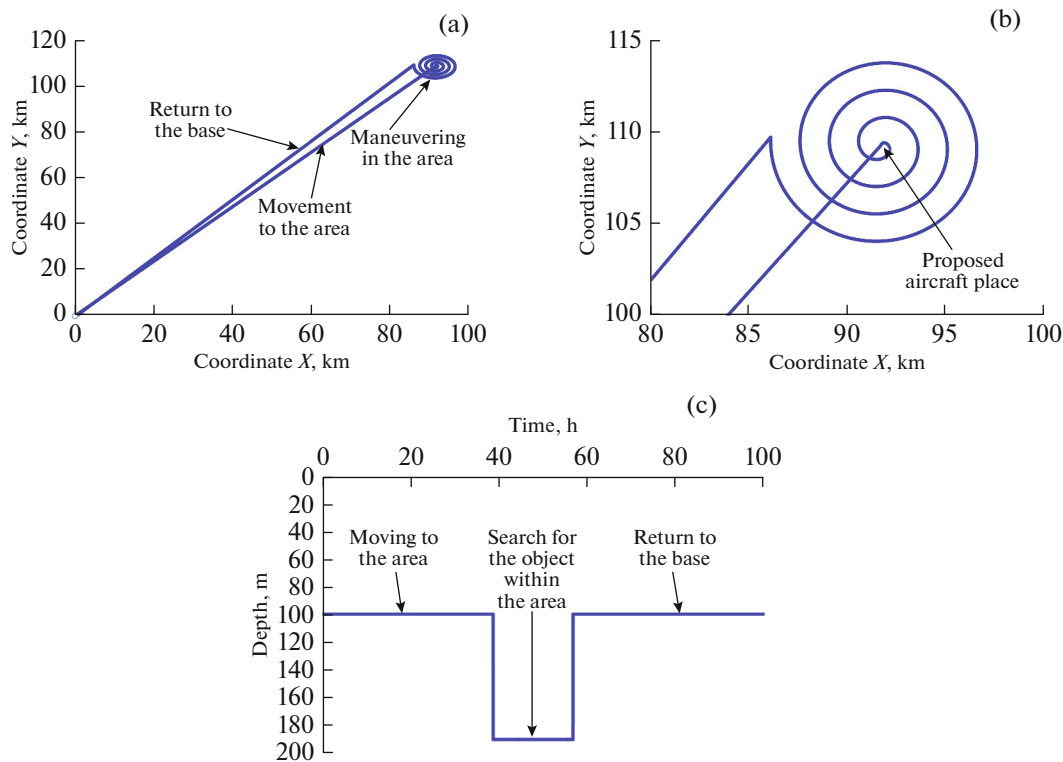 (a)
120
100
80
60
40
20
0
Coordinate Y, km
0 20 40 60 80 100
Coordinate X, km
Return to
the base
Maneuvering
in the area
Movement
to the area
(b)
115
110
105
100
Coordinate Y, km
80 85 90 95 100
Coordinate X, km
Proposed
aircraft place
(c)
Time, h
0 20 40 60 80 100
0
20
40
60
80
100
120
140
160
180
200
Depth, m
Moving to
the area
Search for
the object
within
the area
Return to
the base